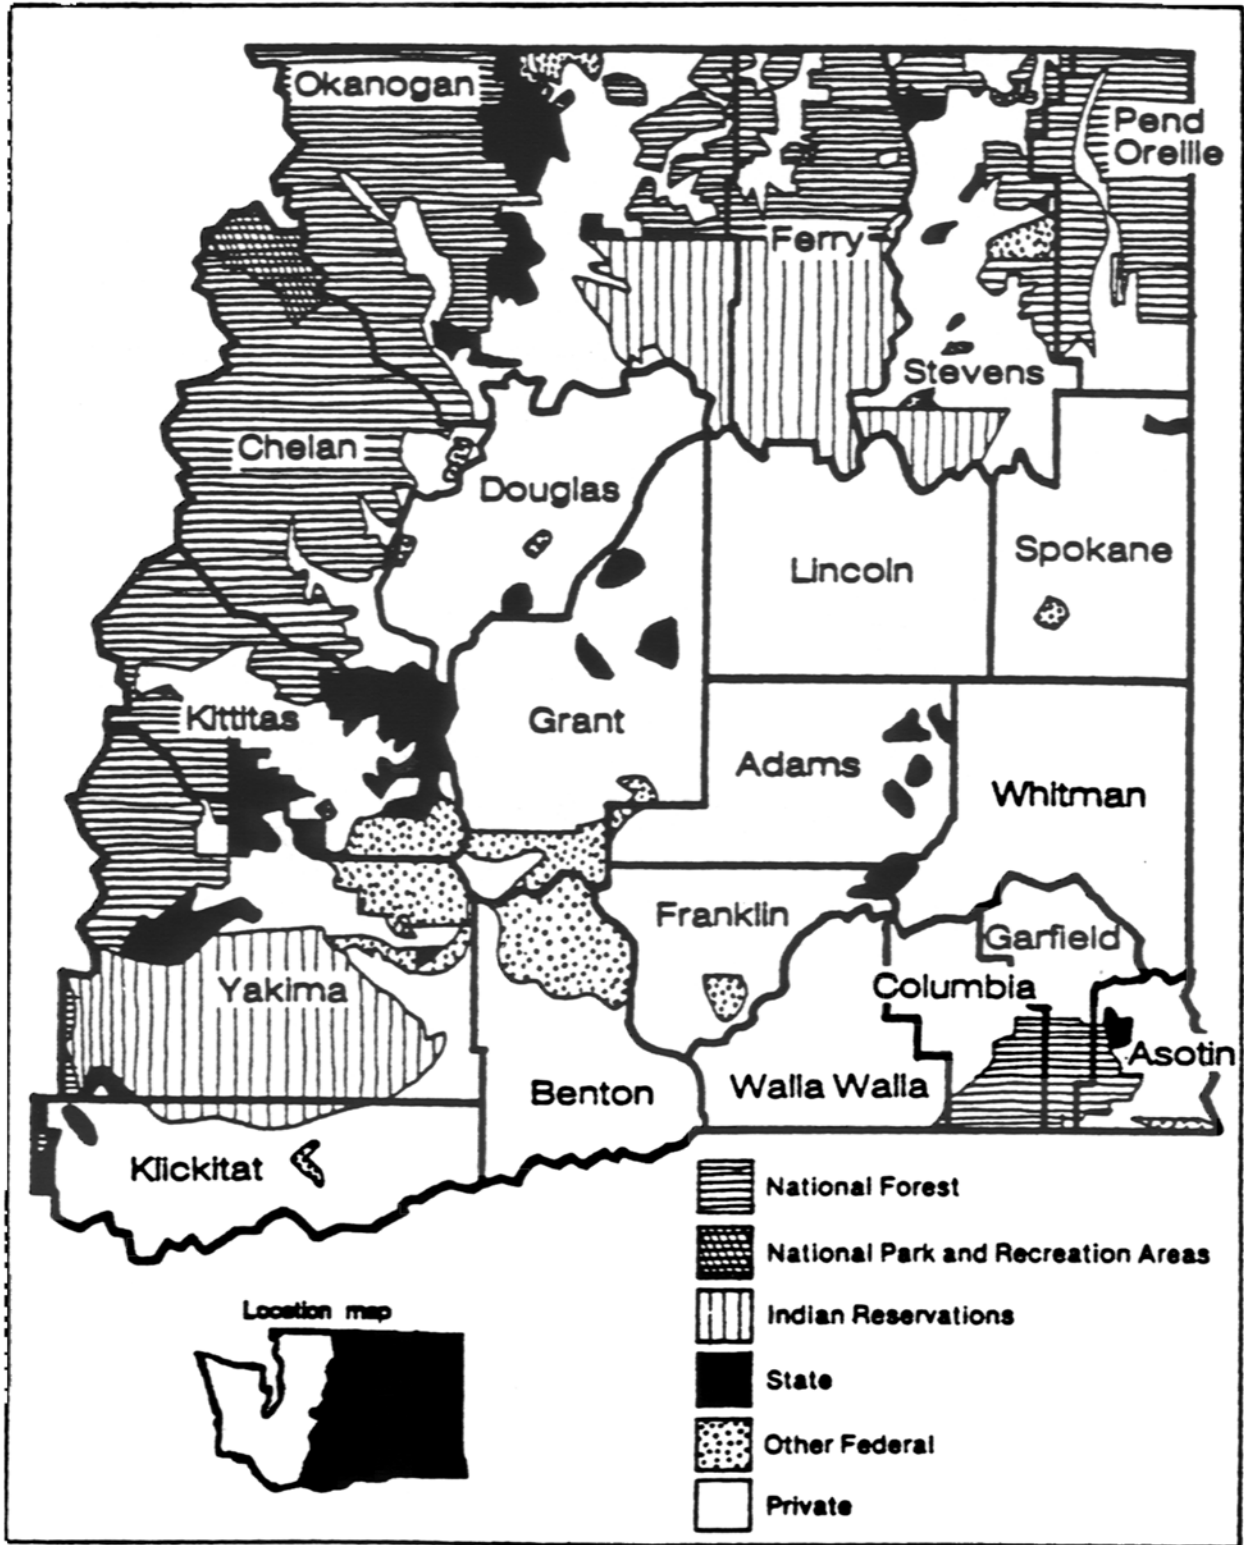 Okanogan
Pend
Oreille
Ferry
Stevens
Chelan
Douglas
Lincoln
Spokane
Kittitas
Grant
Adams
Whitman
Franklin
Garfield
Yakima
Columbia
Asotin
Benton
Walla Walla
Klickitat
National Forest
National Park and Recreation Areas
Indian Reservations
State
Other Federal
Private
Location map